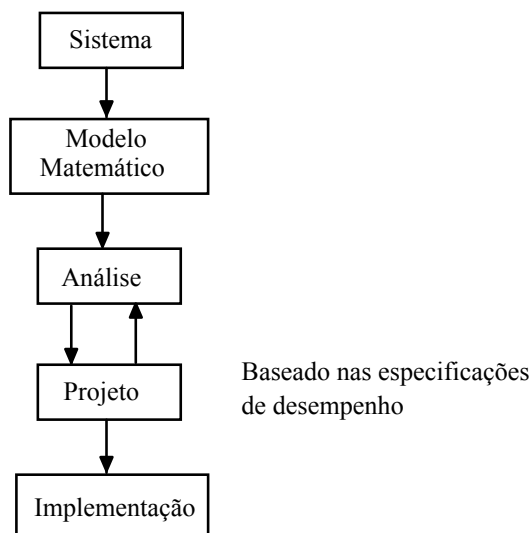 Sistema
Modelo
Matemático
Análise
Projeto
Baseado nas especificações
de desempenho
Implementação